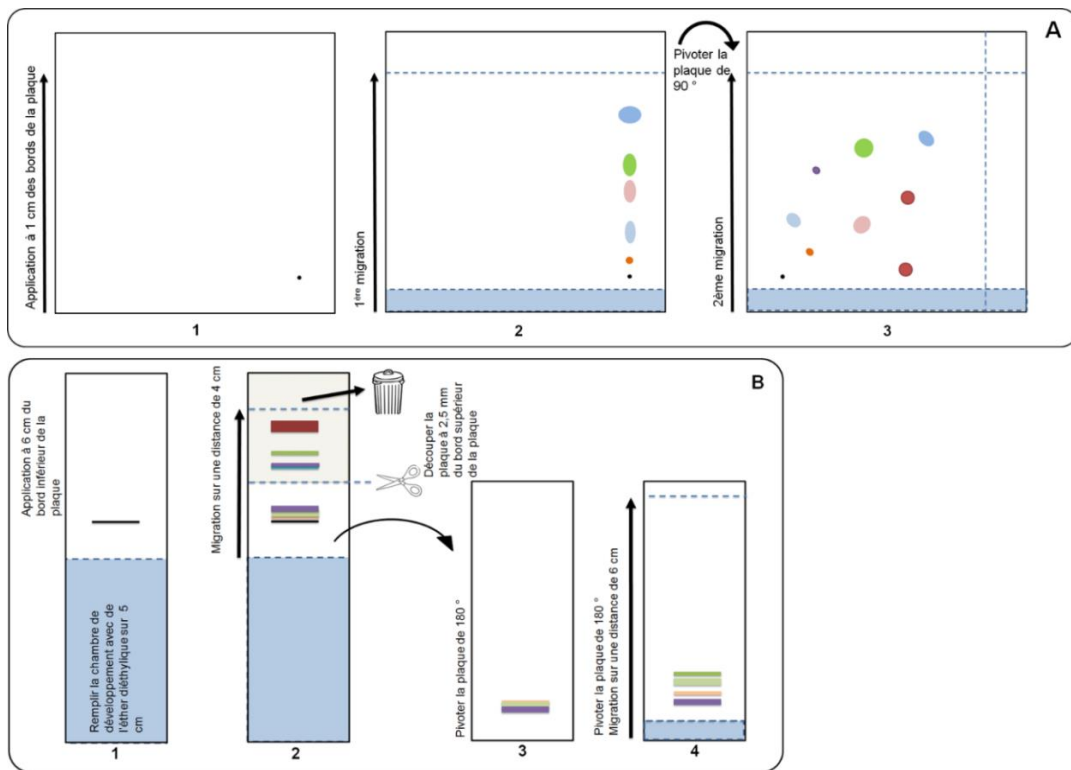 A
Application à 1 cm des bords de la plaque
1
1ère migration
2
Pivoter la
plaque de
90 °
2ème migration
3
B
Application à 6 cm du
bord inférieur de la
plaque
Remplir la chambre de
développement avec de
l'éther diéthylique sur 5
cm
1
Migration sur une distance de 4 cm
2
Découper la
plaque à 2,5 mm
du bord supérieur
de la plaque
Pivoter la plaque de 180 °
3
Pivoter la plaque de 180 °
Migration sur une distance de 6 cm
4